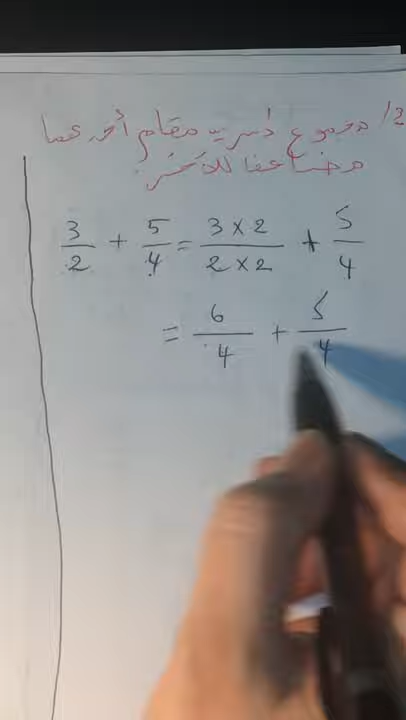 2/ مجموع كسرين مقام أحدهما
مضاعفا للآخر.
3/2 + 5/4 = 3 × 2/2 × 2 + 5/4
= 6/4 + 5/4